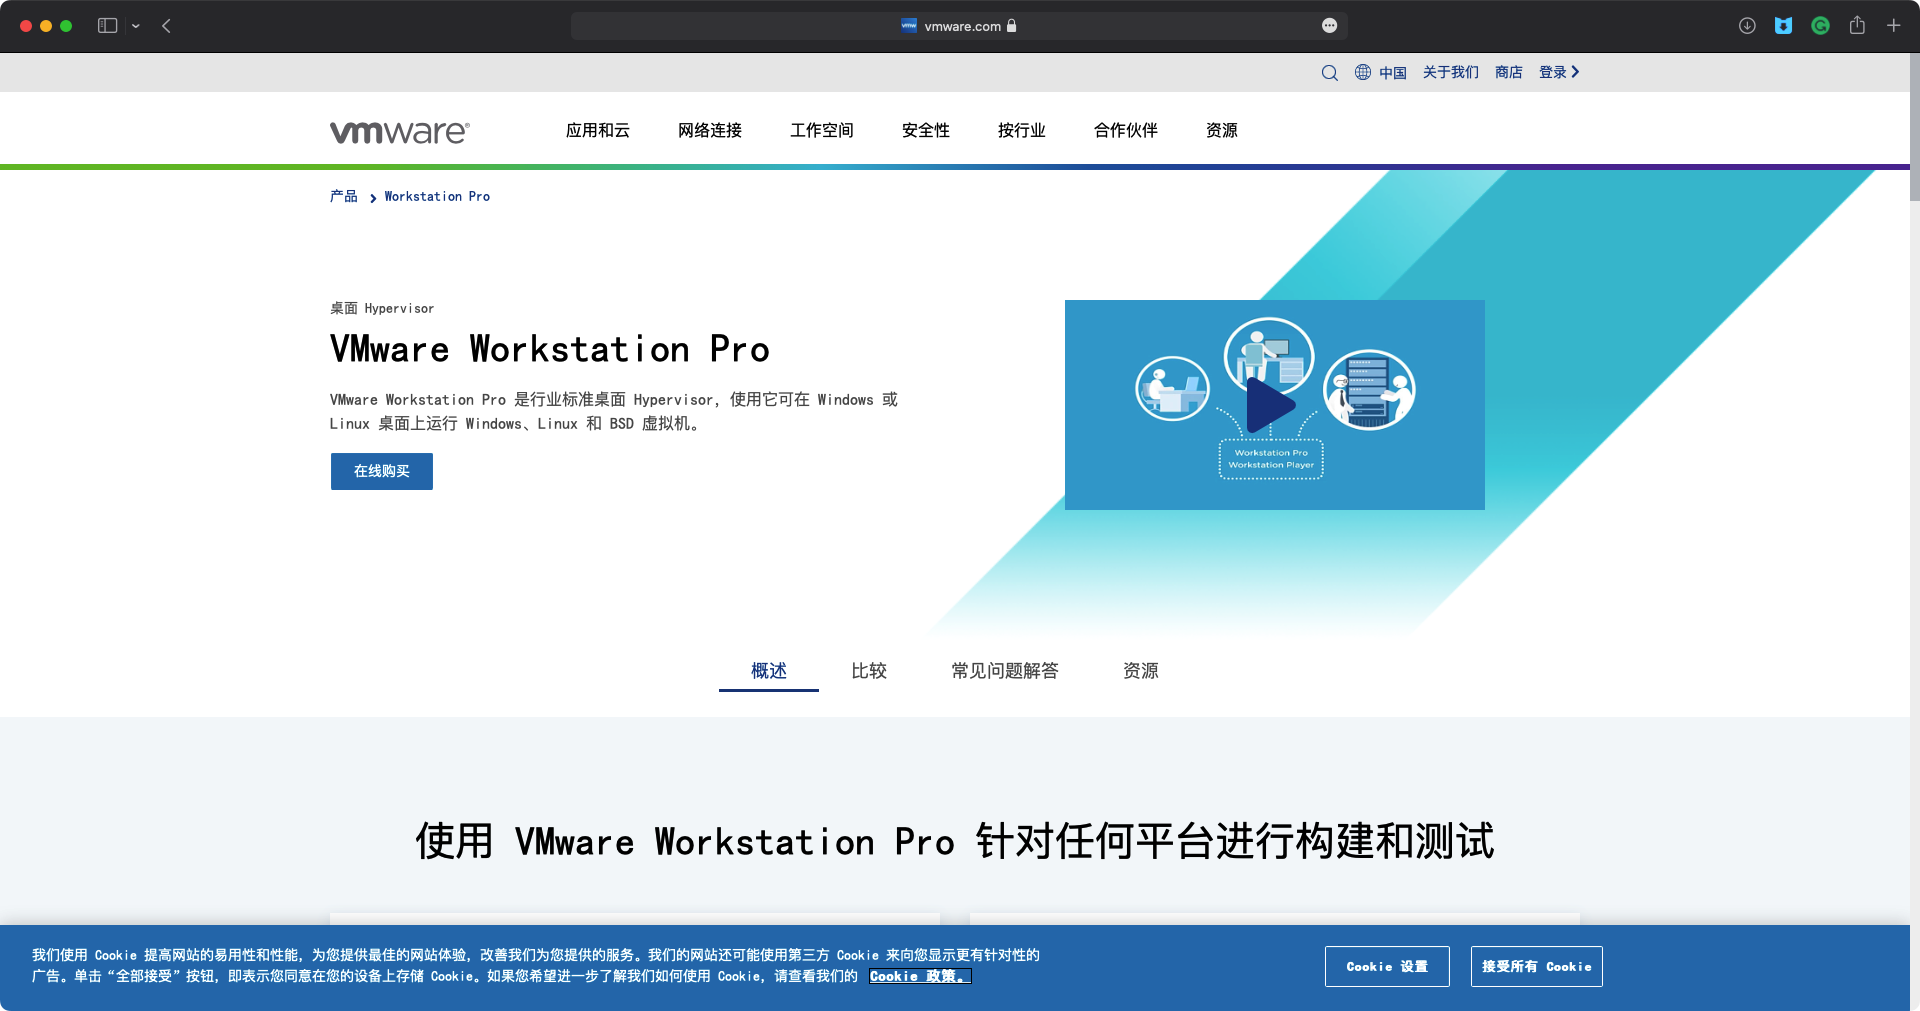 vmw vmware.com
中国 关于我们 商店 登录
vmware® 应用和云 网络连接 工作空间 安全性 按行业 合作伙伴 资源
产品 Workstation Pro
桌面 Hypervisor
VMware Workstation Pro
VMware Workstation Pro 是行业标准桌面 Hypervisor，使用它可在 Windows 或
Linux 桌面上运行 Windows、Linux 和 BSD 虚拟机。
在线购买
Workstation Pro
Workstation Player
概述 比较 常见问题解答 资源
使用 VMware Workstation Pro 针对任何平台进行构建和测试
我们使用 Cookie 提高网站的易用性和性能，为您提供最佳的网站体验，改善我们为您提供的服务。我们的网站还可能使用第三方 Cookie 来向您显示更有针对性的
广告。单击“全部接受”按钮，即表示您同意在您的设备上存储 Cookie。如果您希望进一步了解我们如何使用 Cookie，请查看我们的 Cookie 政策。
Cookie 设置 接受所有 Cookie